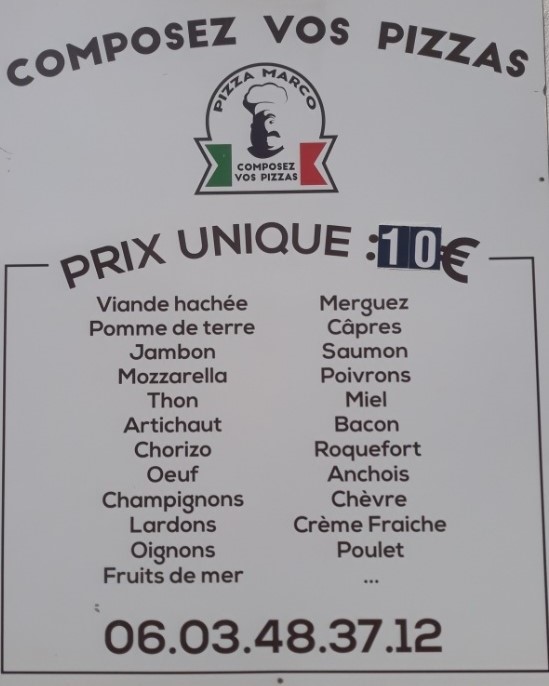 COMPOSEZ VOS PIZZAS
PIZZA MARCO
COMPOSEZ
VOS PIZZAS
PRIX UNIQUE : 10€
Viande hachée
Pomme de terre
Jambon
Mozzarella
Thon
Artichaut
Chorizo
Oeuf
Champignons
Lardons
Oignons
Fruits de mer
Merguez
Câpres
Saumon
Poivrons
Miel
Bacon
Roquefort
Anchois
Chèvre
Crème Fraiche
Poulet
...
06.03.48.37.12